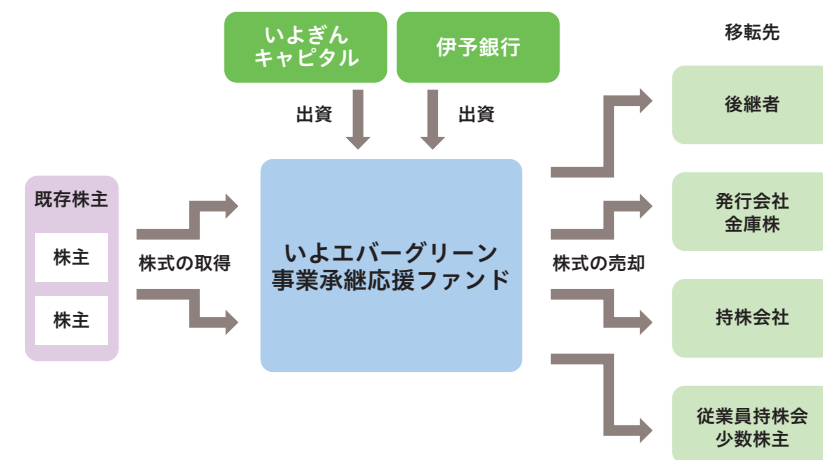 いよぎん
キャピタル
伊予銀行
移転先
出資
出資
後継者
既存株主
株主
株主
株式の取得
いよエバーグリーン
事業承継応援ファンド
株式の売却
発行会社
金庫株
持株会社
従業員持株会
少数株主